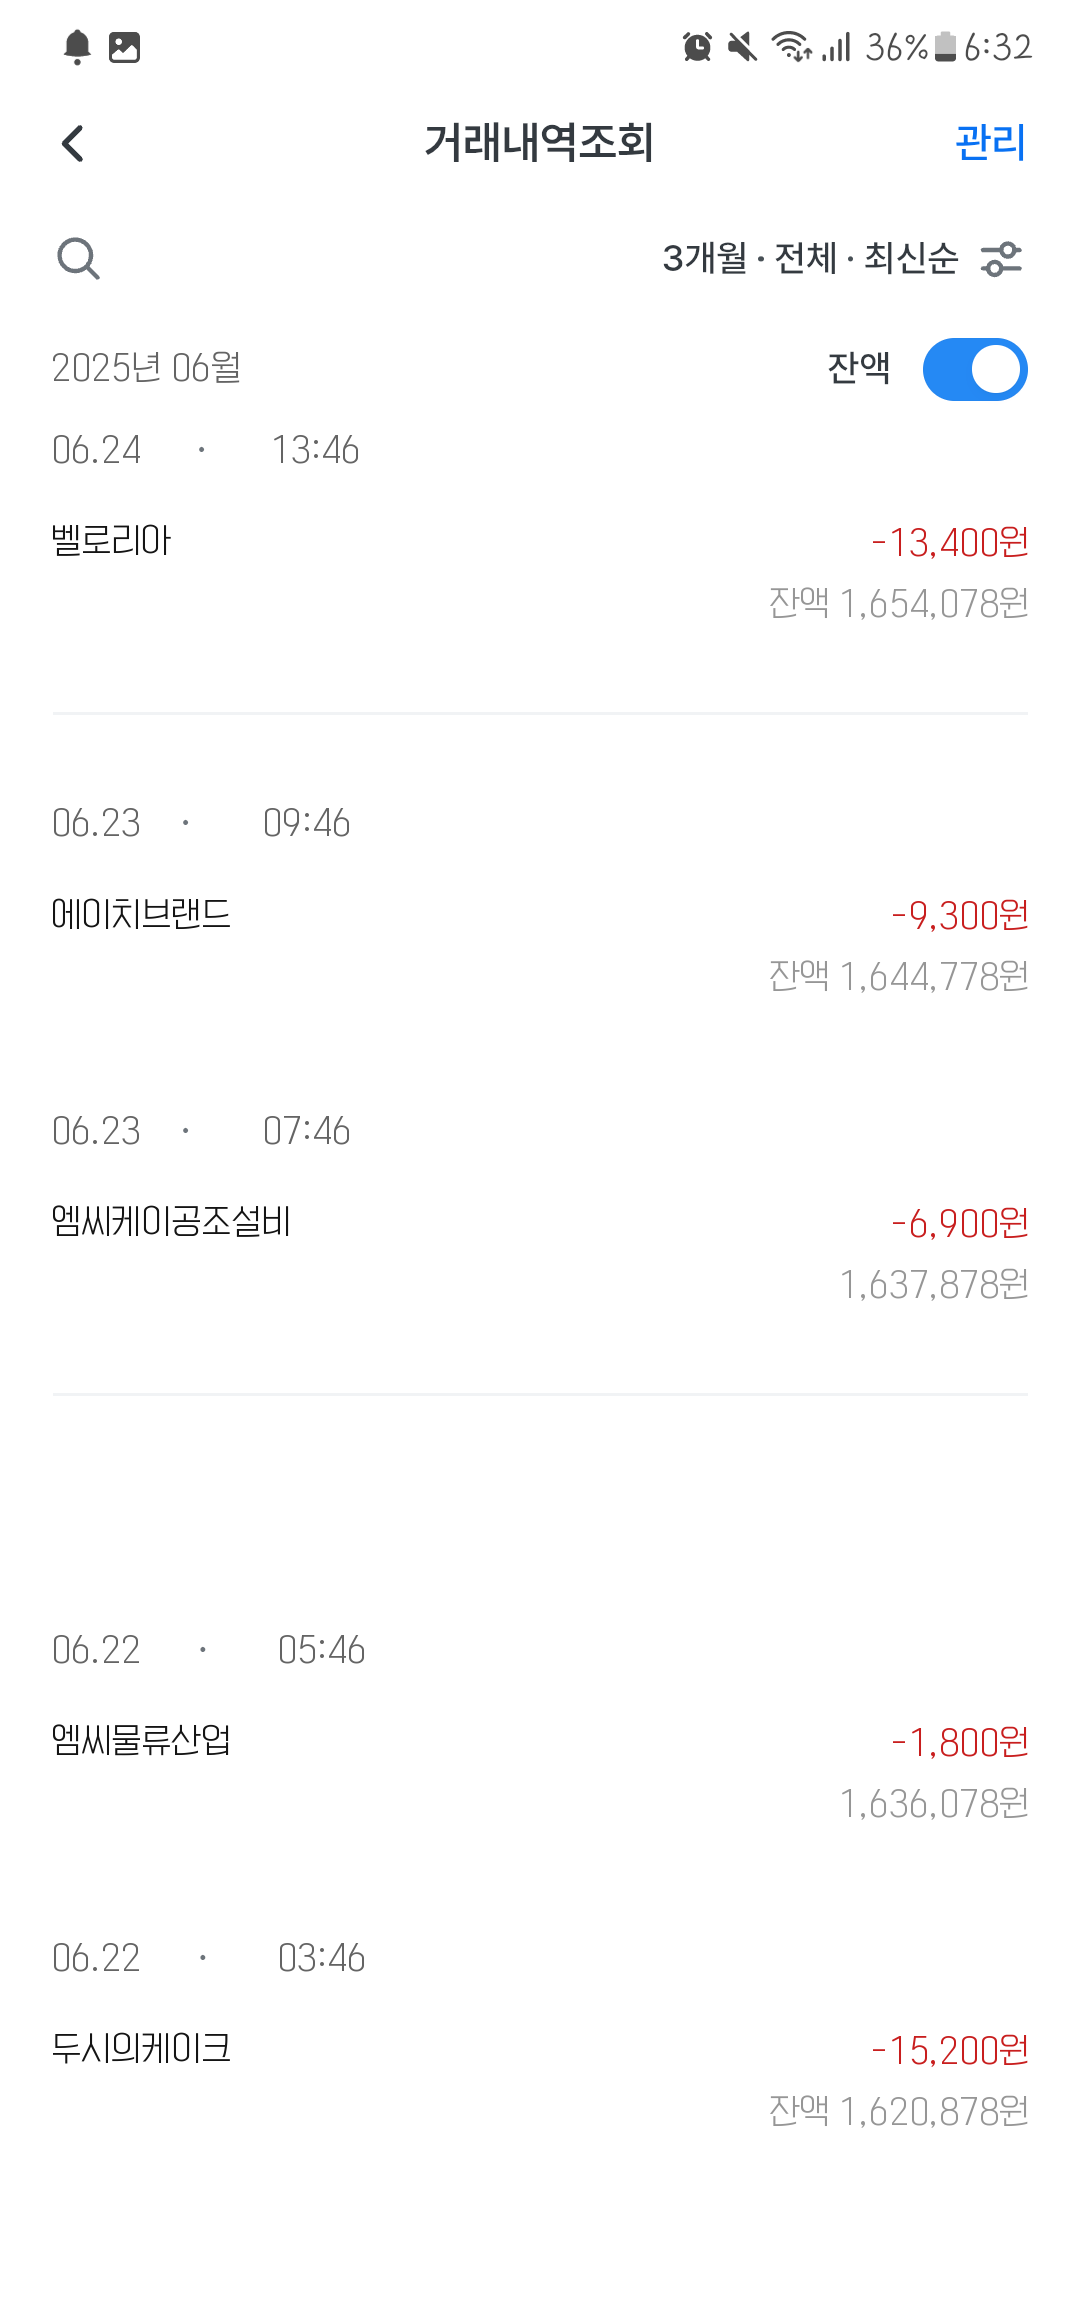 36% 6:32
거래내역조회 관리
3개월 · 전체 · 최신순
2025년 06월 잔액
06.24 · 13:46
벨로리아 -13,400원
잔액 1,654,078원
06.23 · 09:46
에이치브랜드 -9,300원
잔액 1,644,778원
06.23 · 07:46
엠씨케이공조설비 -6,900원
1,637,878원
06.22 · 05:46
엠씨물류산업 -1,800원
1,636,078원
06.22 · 03:46
두시의케이크 -15,200원
잔액 1,620,878원